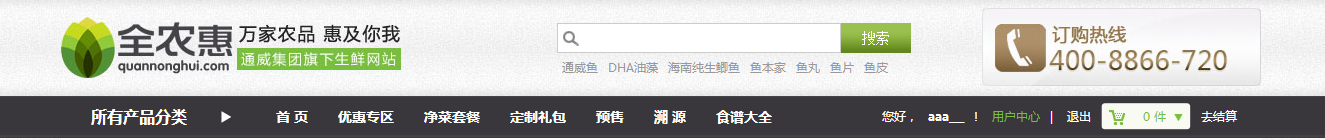 全农惠
quannonghui.com
万家农品 惠及你我
通威集团旗下生鲜网站
搜索
通威鱼 DHA油藻 海南纯生鲫鱼 鱼本家 鱼丸 鱼片 鱼皮
订购热线
400-8866-720
所有产品分类 首 页 优惠专区 净菜套餐 定制礼包 预售 溯 源 食谱大全 您好， aaa__ ！ 用户中心 | 退出 0 件 去结算